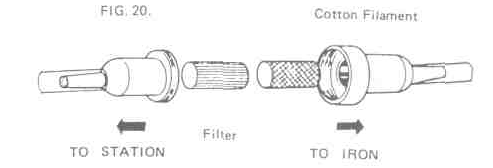 FIG. 20.
Cotton Filament
Filter
TO STATION
TO IRON